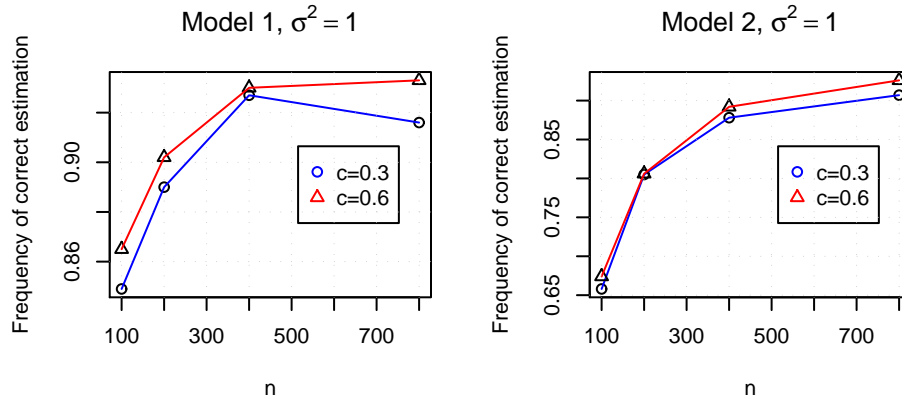 Model 1, σ² = 1
Frequency of correct estimation
0.86 0.90
c=0.3
c=0.6
100 300 500 700
n
Model 2, σ² = 1
Frequency of correct estimation
0.65 0.75 0.85
c=0.3
c=0.6
100 300 500 700
n